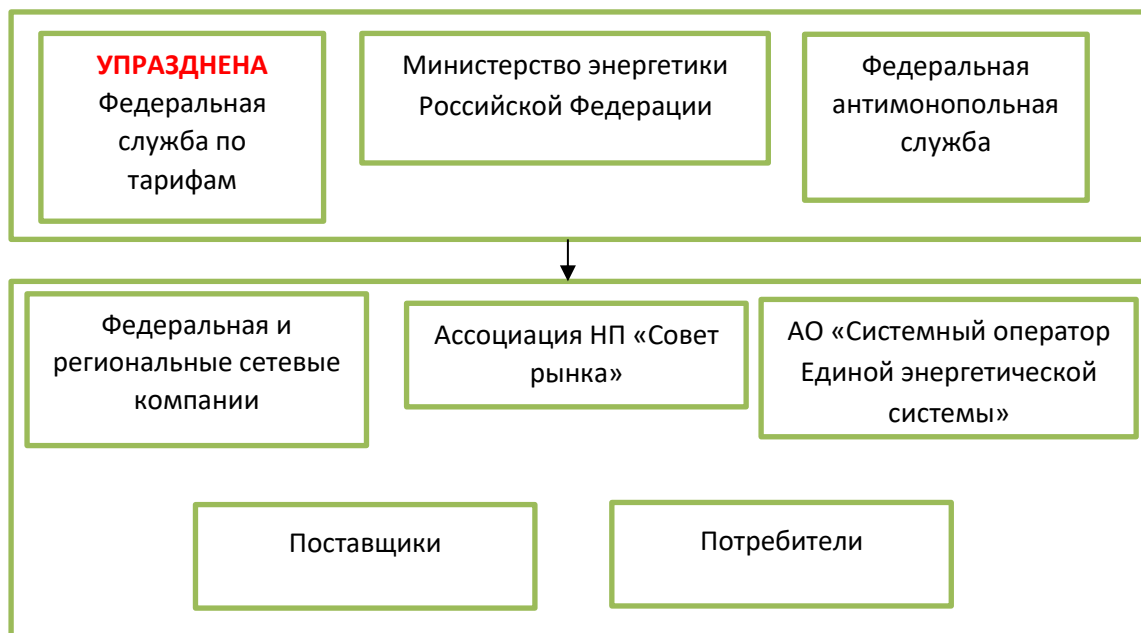 УПРАЗДНЕНА
Федеральная
служба по
тарифам
Министерство энергетики
Российской Федерации
Федеральная
антимонопольная
служба
Федеральная и
региональные сетевые
компании
Ассоциация НП «Совет
рынка»
АО «Системный оператор
Единой энергетической
системы»
Поставщики
Потребители